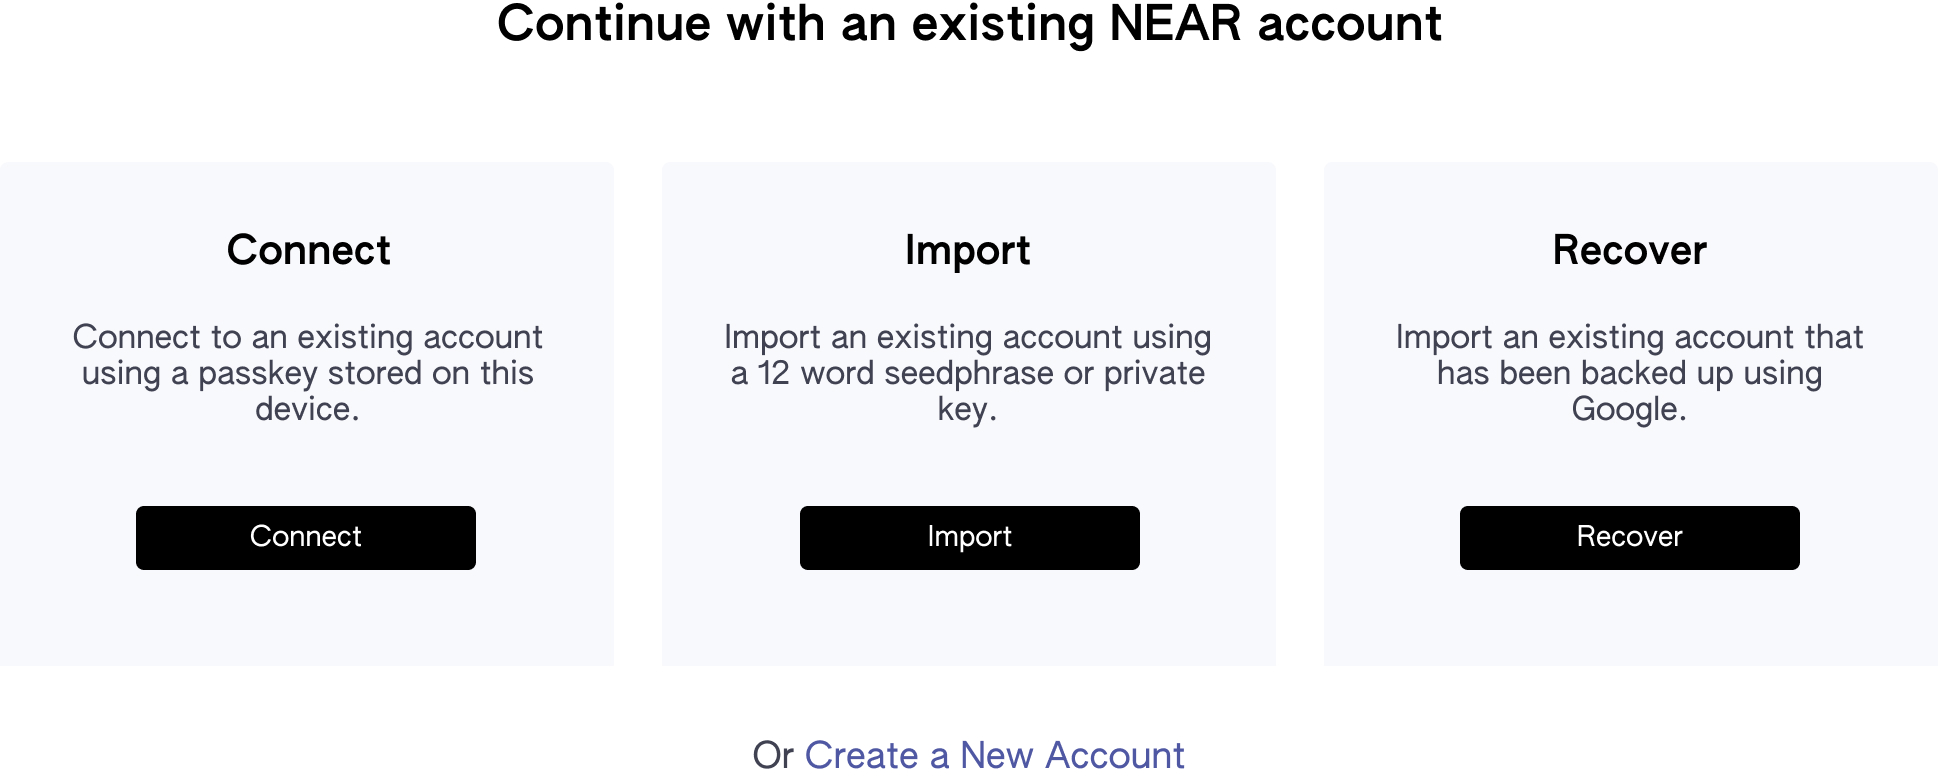 Continue with an existing NEAR account
Connect
Connect to an existing account
using a passkey stored on this
device.
Connect
Import
Import an existing account using
a 12 word seedphrase or private
key.
Import
Recover
Import an existing account that
has been backed up using
Google.
Recover
Or Create a New Account